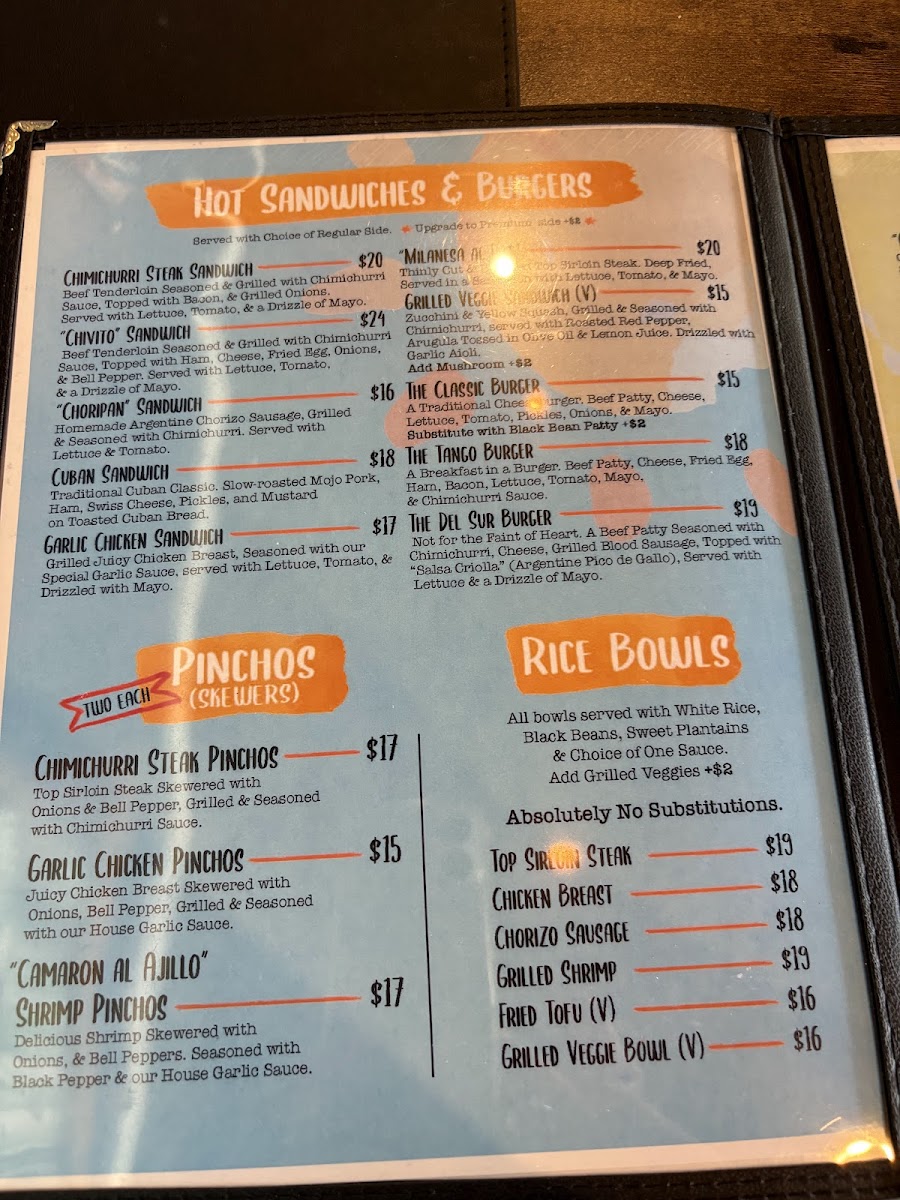 HOT SANDWICHES & BURGERS
Served with Choice of Regular Side. ★ Upgrade to Premium side +$2 ★
CHIMICHURRI STEAK SANDWICH $20
Beef Tenderloin Seasoned & Grilled with Chimichurri
Sauce, Topped with Bacon, & Grilled Onions.
Served with Lettuce, Tomato, & a Drizzle of Mayo.
"CHIVITO" SANDWICH $24
Beef Tenderloin Seasoned & Grilled with Chimichurri
Sauce, Topped with Ham, Cheese, Fried Egg, Onions,
& Bell Pepper. Served with Lettuce, Tomato,
& a Drizzle of Mayo.
"CHORIPAN" SANDWICH $16
Homemade Argentine Chorizo Sausage, Grilled
& Seasoned with Chimichurri. Served with
Lettuce & Tomato.
CUBAN SANDWICH $18
Traditional Cuban Classic. Slow-roasted Mojo Pork,
Ham, Swiss Cheese, Pickles, and Mustard
on Toasted Cuban Bread.
GARLIC CHICKEN SANDWICH $17
Grilled Juicy Chicken Breast, Seasoned with our
Special Garlic Sauce, served with Lettuce, Tomato, &
Drizzled with Mayo.
"MILANESA AL $20
Thinly Cut & Top Sirloin Steak. Deep Fried,
Served in a with Lettuce, Tomato, & Mayo.
GRILLED VEGGIE SANDWICH (V) $15
Zucchini & Yellow Squash, Grilled & Seasoned with
Chimichurri, served with Roasted Red Pepper,
Arugula Tossed in Olive Oil & Lemon Juice. Drizzled with
Garlic Aioli.
Add Mushroom +$2
THE CLASSIC BURGER $15
A Traditional Burger. Beef Patty, Cheese,
Lettuce, Tomato, Pickles, Onions, & Mayo.
Substitute with Black Bean Patty +$2
THE TANGO BURGER $18
A Breakfast in a Burger. Beef Patty, Cheese, Fried Egg,
Ham, Bacon, Lettuce, Tomato, Mayo,
& Chimichurri Sauce.
THE DEL SUR BURGER $19
Not for the Faint of Heart. A Beef Patty Seasoned with
Chimichurri, Cheese, Grilled Blood Sausage, Topped with
"Salsa Criolla" (Argentine Pico de Gallo), Served with
Lettuce & a Drizzle of Mayo.
PINCHOS
(SKEWERS)
TWO EACH
CHIMICHURRI STEAK PINCHOS $17
Top Sirloin Steak Skewered with
Onions & Bell Pepper, Grilled & Seasoned
with Chimichurri Sauce.
GARLIC CHICKEN PINCHOS $15
Juicy Chicken Breast Skewered with
Onions, Bell Pepper, Grilled & Seasoned
with our House Garlic Sauce.
"CAMARON AL AJILLO"
SHRIMP PINCHOS $17
Delicious Shrimp Skewered with
Onions, & Bell Peppers. Seasoned with
Black Pepper & our House Garlic Sauce.
RICE BOWLS
All bowls served with White Rice,
Black Beans, Sweet Plantains
& Choice of One Sauce.
Add Grilled Veggies +$2
Absolutely No Substitutions.
TOP SIRLOIN STEAK $19
CHICKEN BREAST $18
CHORIZO SAUSAGE $18
GRILLED SHRIMP $19
FRIED TOFU (V) $16
GRILLED VEGGIE BOWL (V) $16